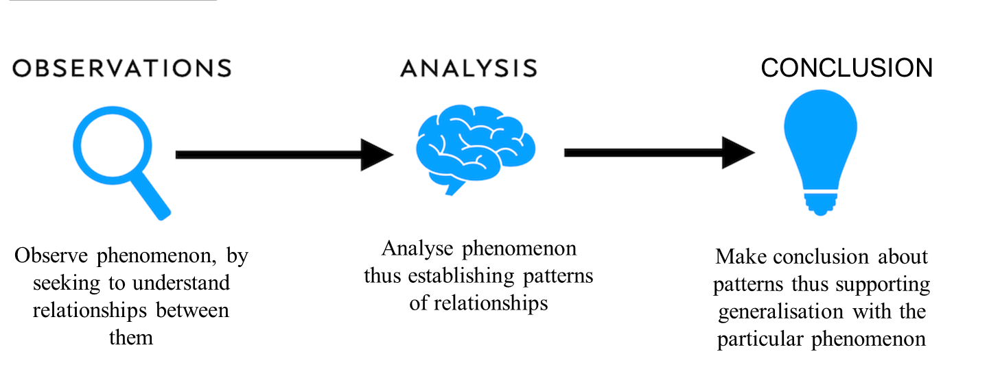 OBSERVATIONS
Observe phenomenon, by
seeking to understand
relationships between
them
ANALYSIS
Analyse phenomenon
thus establishing patterns
of relationships
CONCLUSION
Make conclusion about
patterns thus supporting
generalisation with the
particular phenomenon